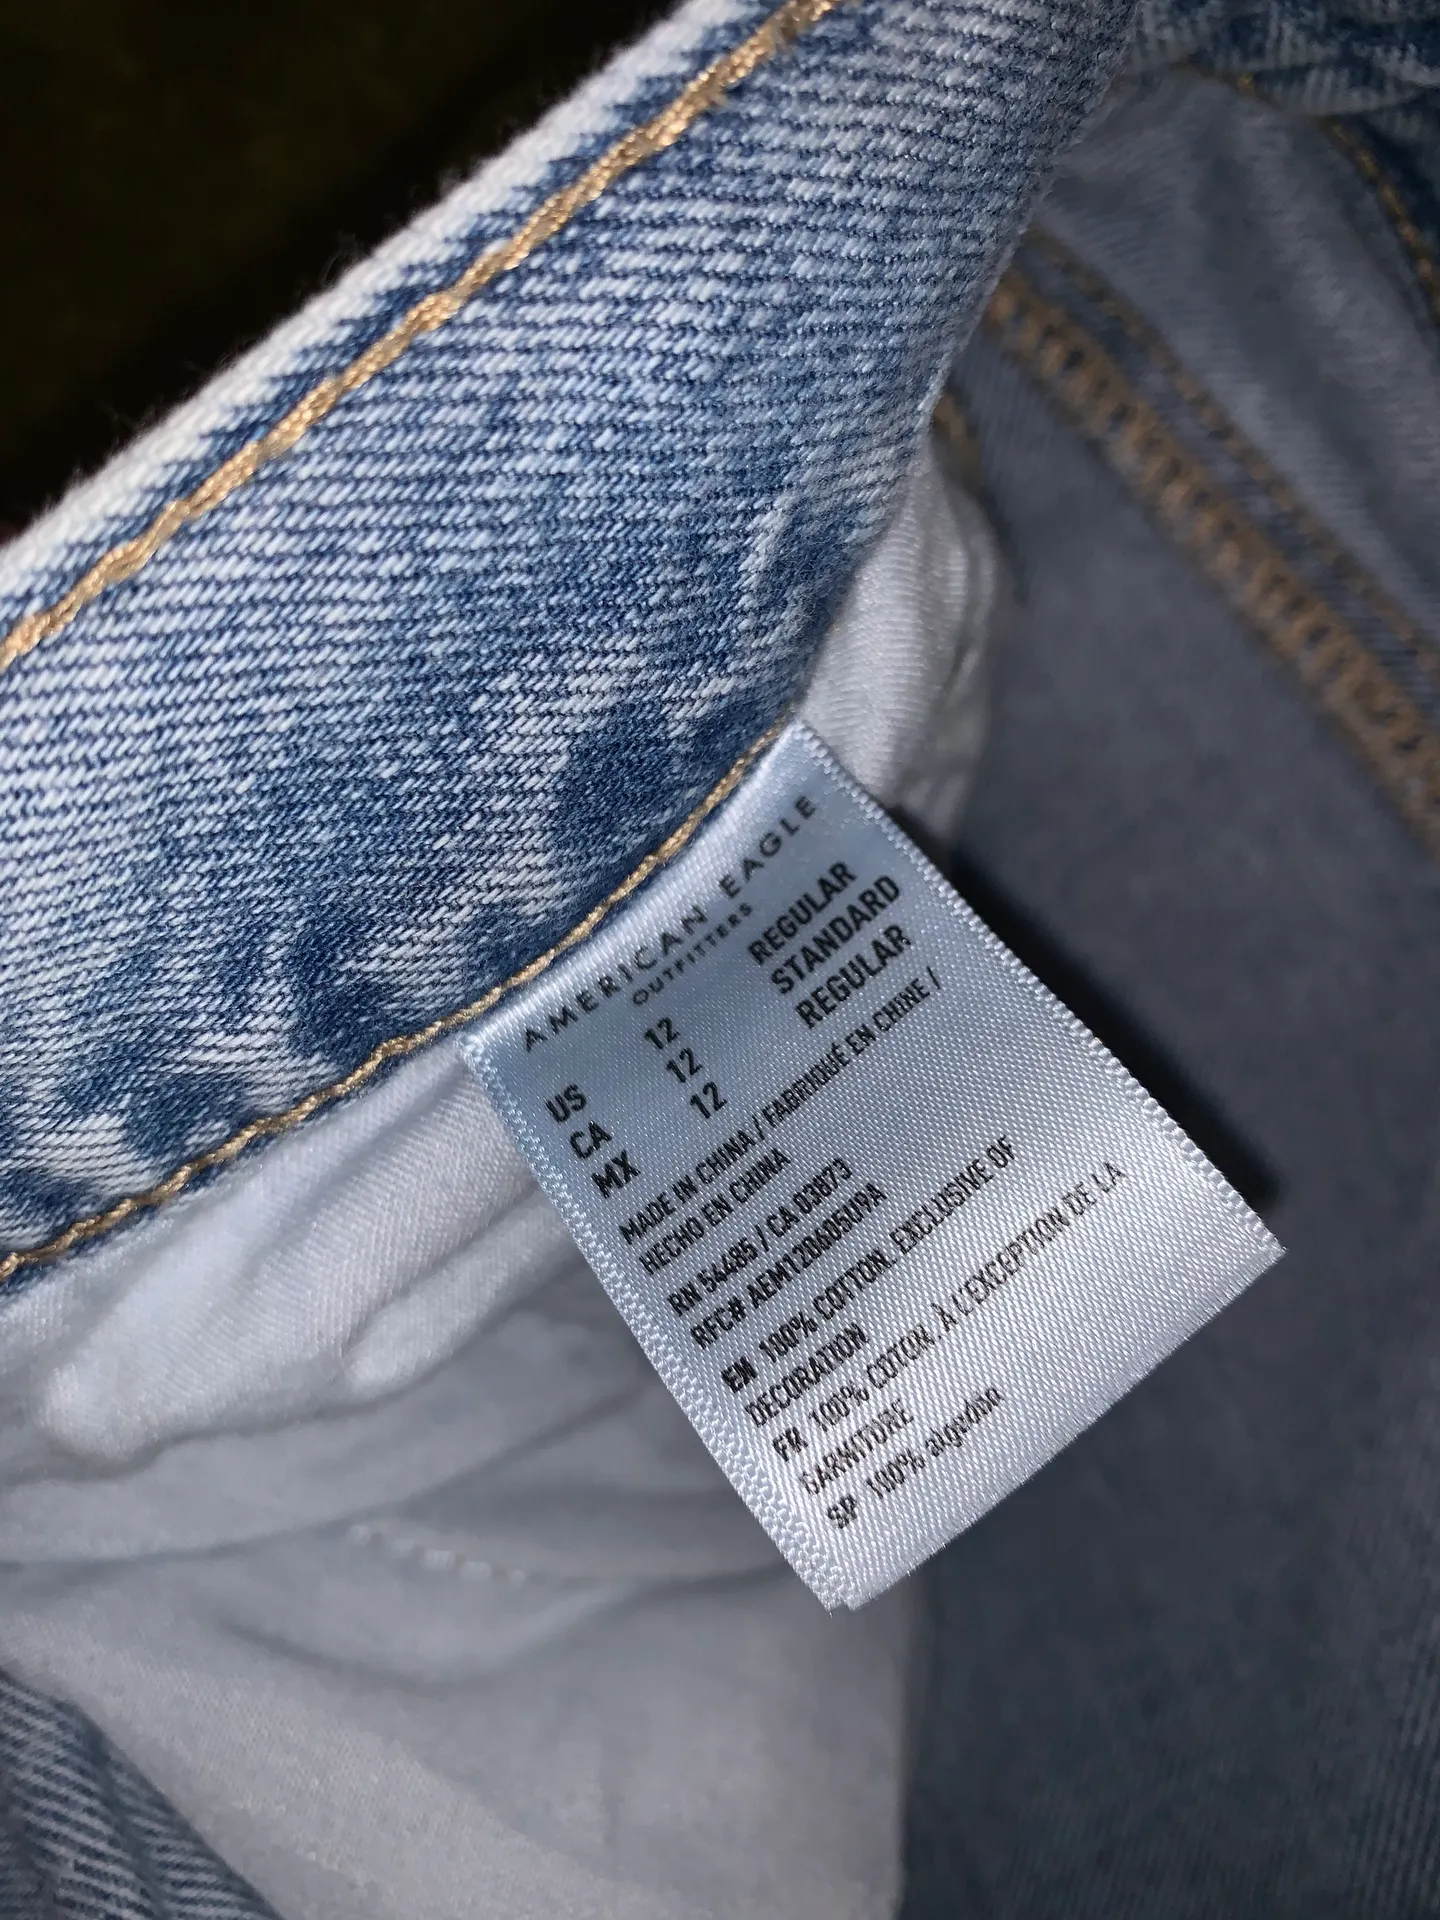 AMERICAN EAGLE
OUTFITTERS
US 12 REGULAR
CA 12 STANDARD
MX 12 REGULAR
MADE IN CHINA / FABRIQUÉ EN CHINE /
HECHO EN CHINA
RN 54485 / CA 03873
RFC# AEM120605U9A
EN 100% COTTON. EXCLUSIVE OF
DECORATION
FR 100% COTON. À L'EXCEPTION DE LA
GARNITURE
SP 100% algodón